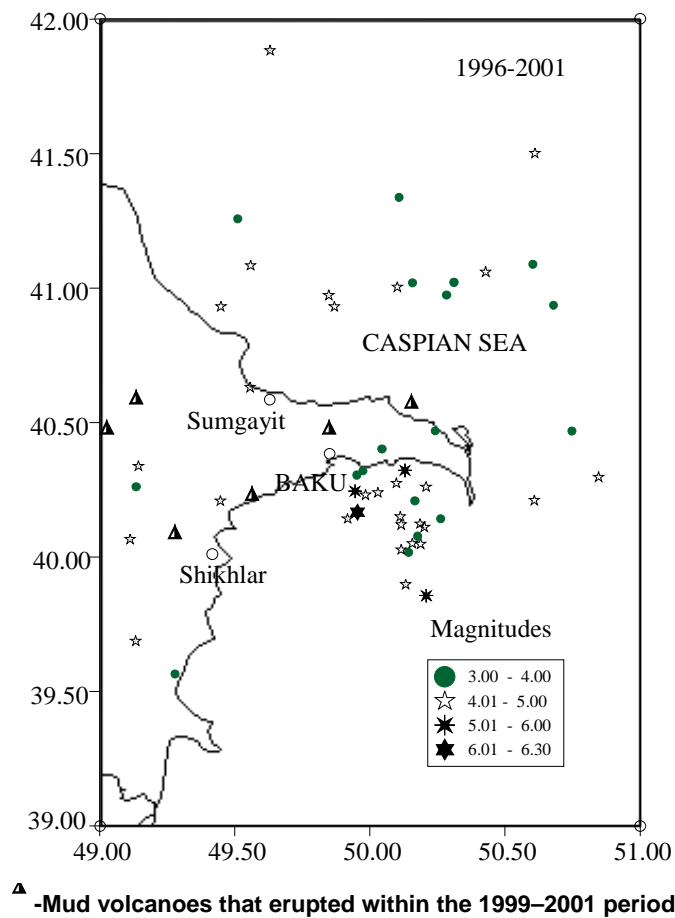 42.00
1996-2001
41.50
41.00
CASPIAN SEA
40.50
Sumgayit
BAKU
40.00
Shikhlar
Magnitudes
3.00 - 4.00
4.01 - 5.00
5.01 - 6.00
6.01 - 6.30
39.50
39.00
49.00 49.50 50.00 50.50 51.00
-Mud volcanoes that erupted within the 1999–2001 period